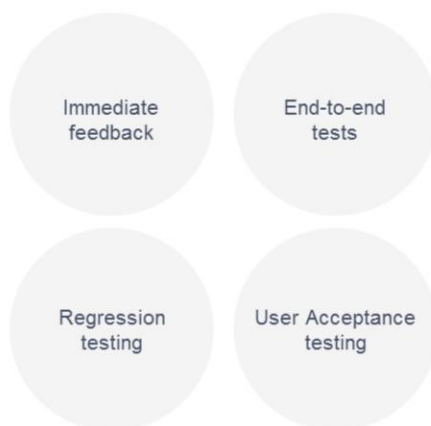 Immediate
feedback
End-to-end
tests
Regression
testing
User Acceptance
testing